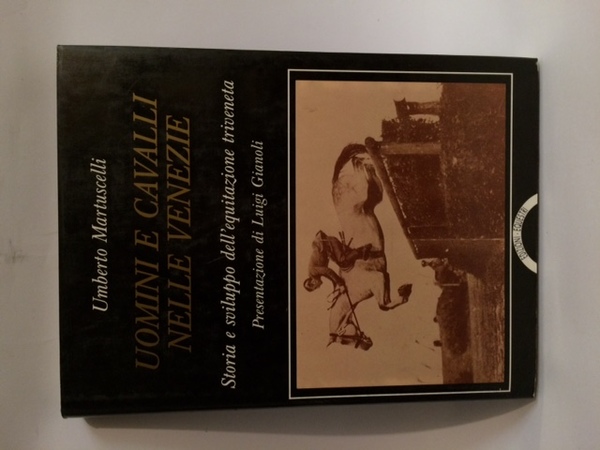 Umberto Martuscelli
UOMINI E CAVALLI
NELLE VENEZIE
Storia e sviluppo dell'equitazione triveneta
Presentazione di Luigi Gianoli